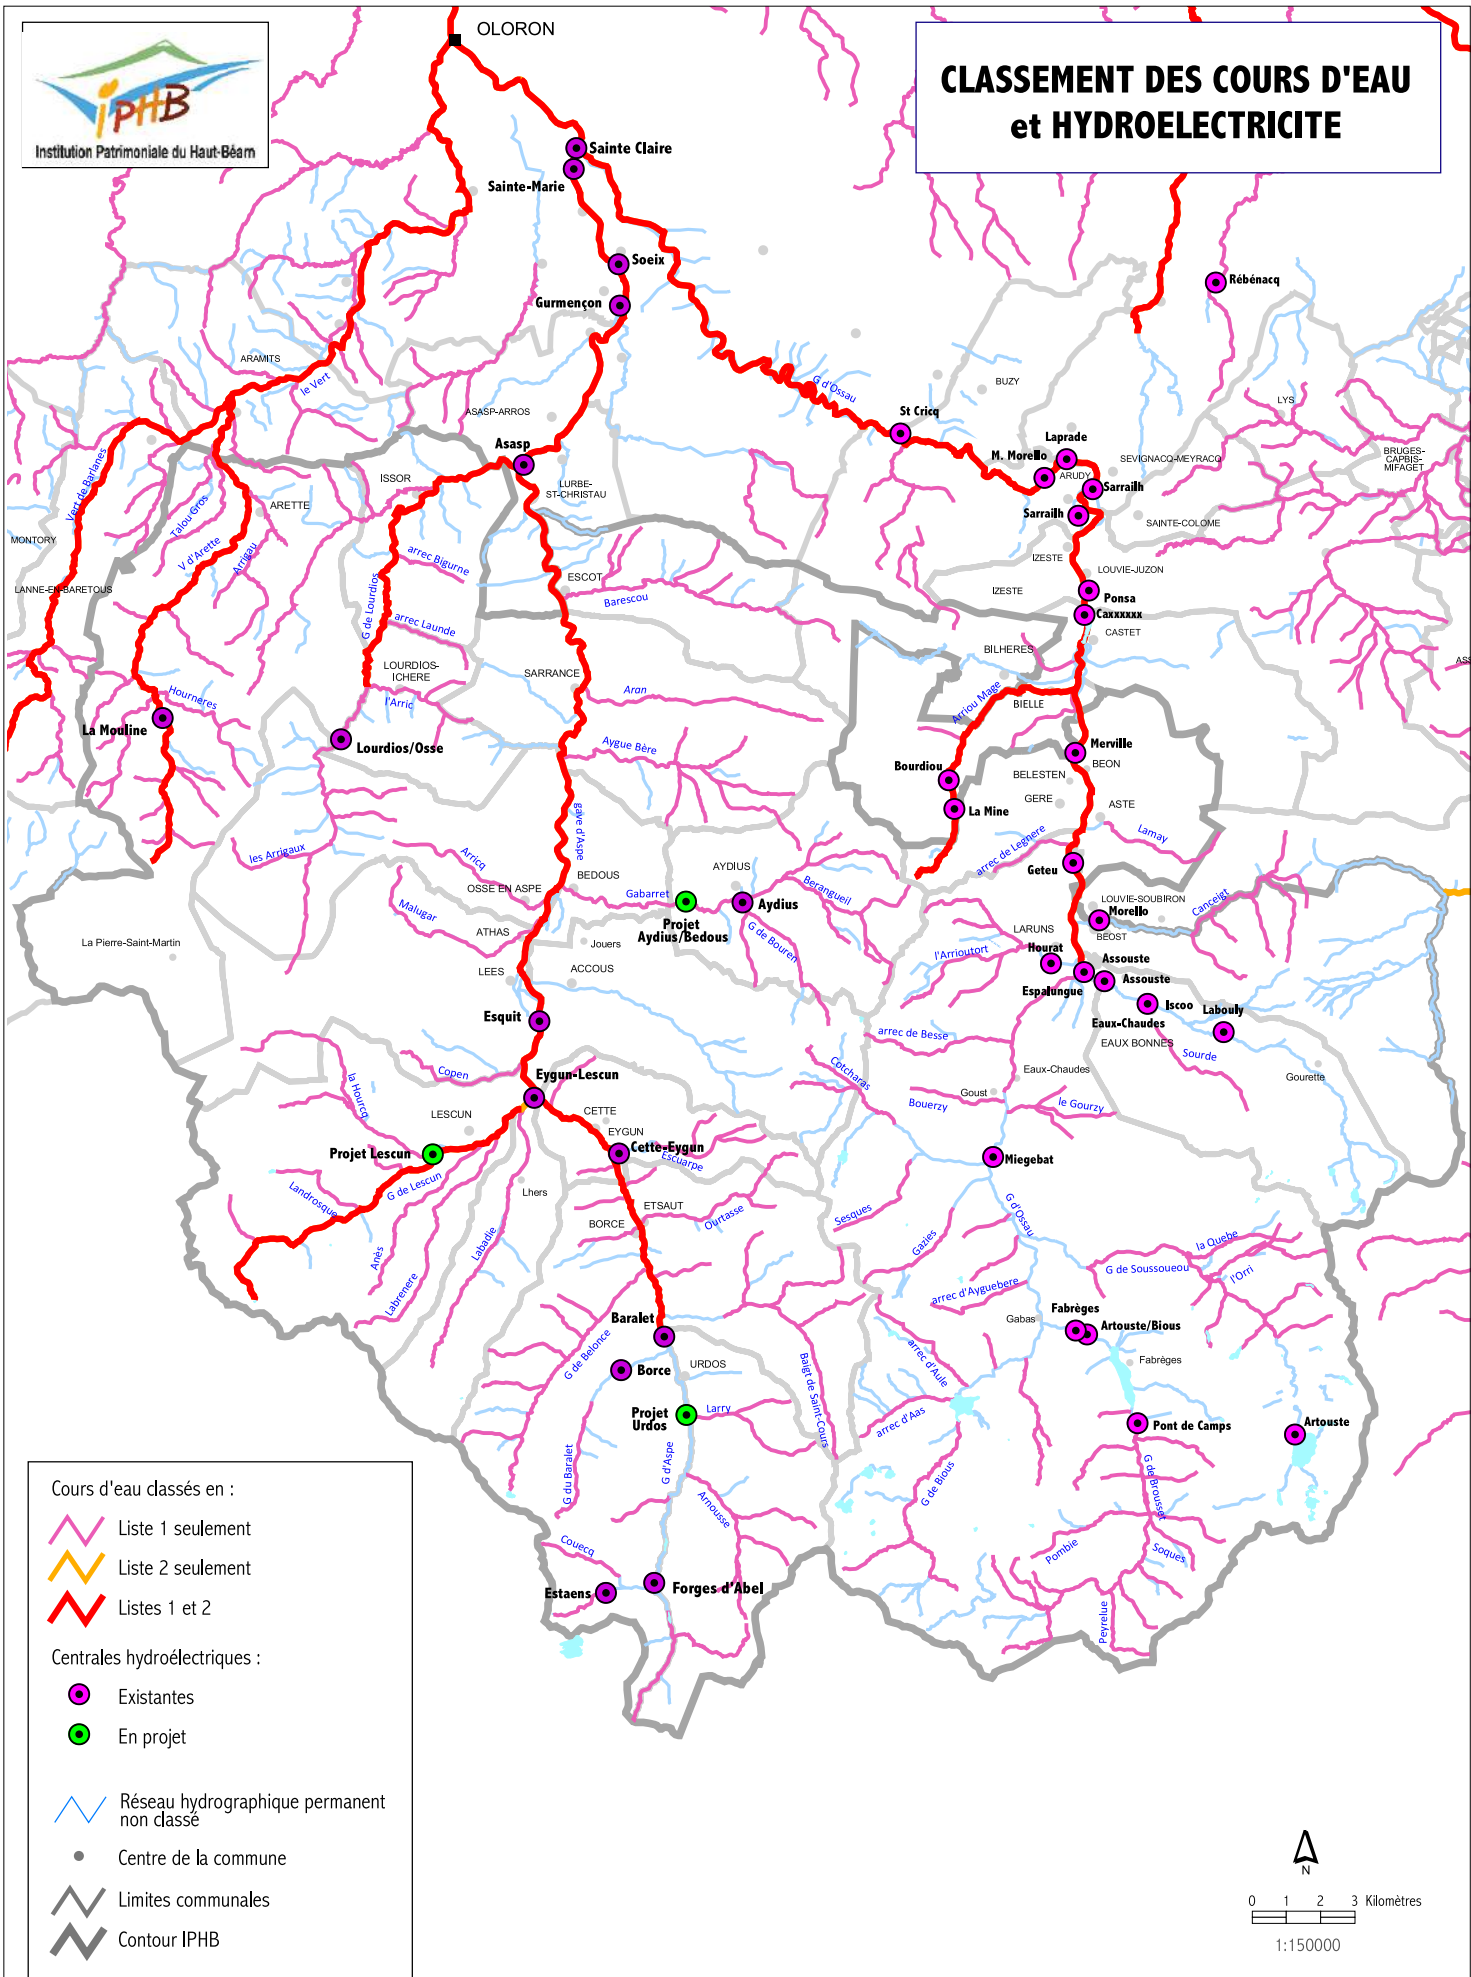 OLORON
iPHB
Institution Patrimoniale du Haut-Béarn
CLASSEMENT DES COURS D'EAU
et HYDROELECTRICITE
Sainte Claire
Sainte-Marie
Soeix
Gurmençon
Rébénacq
ARAMITS
le Vert
G d'Ossau
BUZY
LYS
St Cricq
ASASP-ARROS
Asasp
Laprade
M. Morello
ARUDY
SEVIGNACQ-MEYRACQ
BRUGES-
CAPBIS-
MIFAGET
Vert de Barlanes
ISSOR
LURBE-
ST-CHRISTAU
Sarrailh
Sarrailh
SAINTE-COLOME
ARETTE
Talou Gros
MONTORY
V d'Arette
Arrigau
arrec Bigurne
IZESTE
LOUVIE-JUZON
LANNE-EN-BARETOUS
ESCOT
Barescou
IZESTE
Ponsa
Caxxxxxx
G de Lourdios
arrec Launde
CASTET
BILHERES
LOURDIOS-
ICHERE
SARRANCE
ASS
Hourneres
l'Arric
Aran
Arriou Mage
BIELLE
La Mouline
Lourdios/Osse
Aygue Bère
Merville
BEON
Bourdiou
BELESTEN
GERE
La Mine
ASTE
gave d'Aspe
Lamay
les Arrigaux
Arricq
arrec de Legnere
Geteu
OSSE EN ASPE
BEDOUS
AYDIUS
Gabarret
Berangueil
Malugar
Aydius
LOUVIE-SOUBIRON
Canceigt
Projet
Aydius/Bedous
Morello
ATHAS
G de Bouren
LARUNS
BEOST
La Pierre-Saint-Martin
Jouers
l'Arrioutort
Hourat
LEES
ACCOUS
Assouste
Assouste
Espalungue
Iscoo
Labouly
Esquit
Eaux-Chaudes
arrec de Besse
EAUX BONNES
Sourde
Copen
Eygun-Lescun
Cotcharas
Eaux-Chaudes
Gourette
la Hourcq
Goust
Bouerzy
le Gourzy
LESCUN
CETTE
EYGUN
Projet Lescun
Cette-Eygun
Escuarpe
Miegebat
G de Lescun
Landrosque
Lhers
ETSAUT
Ourtasse
Sesques
G d'Ossau
BORCE
Anès
Labadie
Gazies
la Quebe
G de Soussoueou
l'Orri
Labrenere
arrec d'Ayguebere
Baralet
G de Belonce
Gabas
Fabrèges
Artouste/Bious
Borce
URDOS
Baigt de Saint-Cours
arrec d'Aule
Fabrèges
Projet
Urdos
Larry
arrec d'Aas
Pont de Camps
Artouste
G d'Aspe
G du Baralet
G de Bious
G de Brousset
Arnousse
Couecq
Pombie
Soques
Estaens
Forges d'Abel
Peyrelue
Cours d'eau classés en :
Liste 1 seulement
Liste 2 seulement
Listes 1 et 2
Centrales hydroélectriques :
Existantes
En projet
Réseau hydrographique permanent
non classé
Centre de la commune
Limites communales
Contour IPHB
N
0 1 2 3 Kilomètres
1:150000